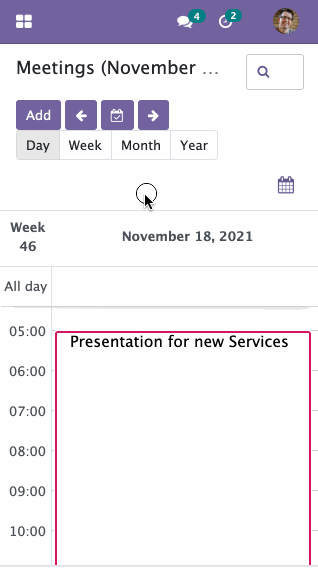 4 2
Meetings (November ...
Add
Day Week Month Year
Week
46
November 18, 2021
All day
05:00
Presentation for new Services
06:00
07:00
08:00
09:00
10:00